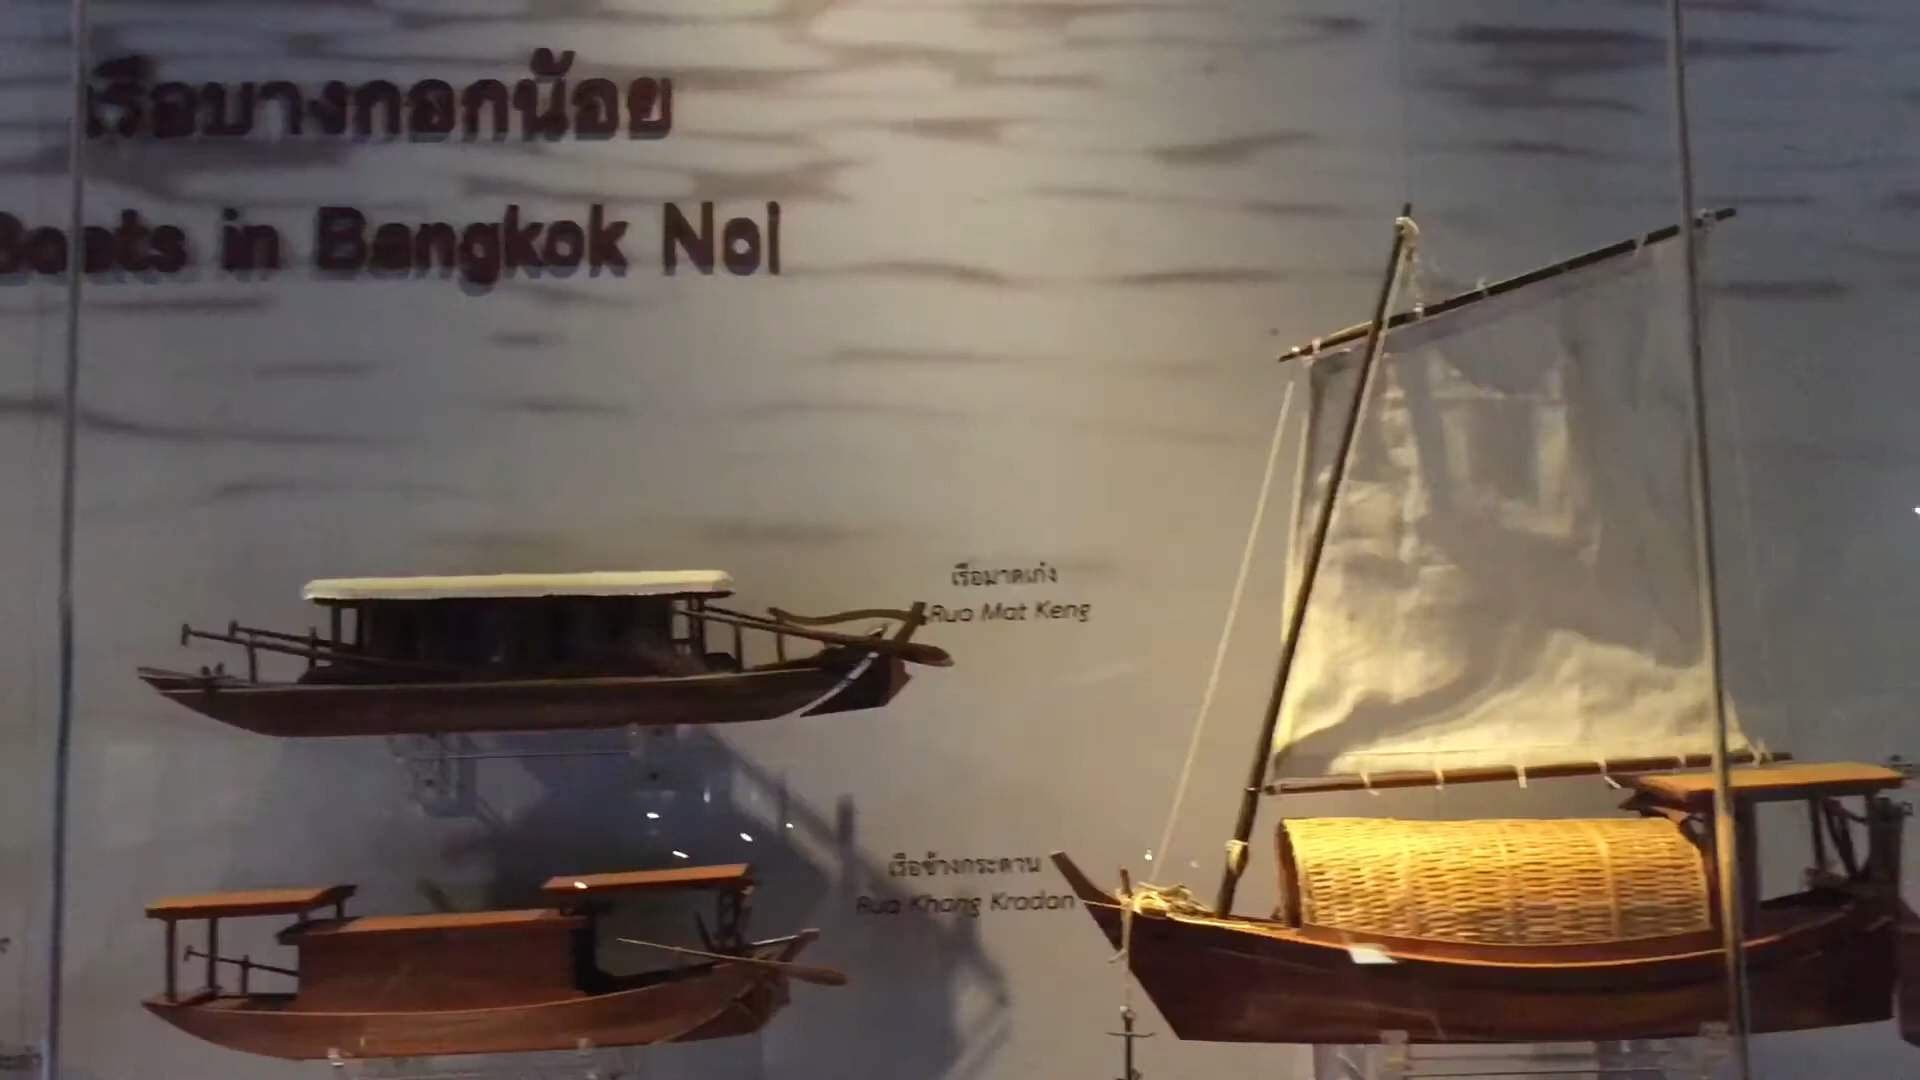 เรือบางกอกน้อย
Boats in Bangkok Noi
เรือมาดเก๋ง
Rua Mat Keng
เรือข้างกระดาน
Rua Khang Kradan